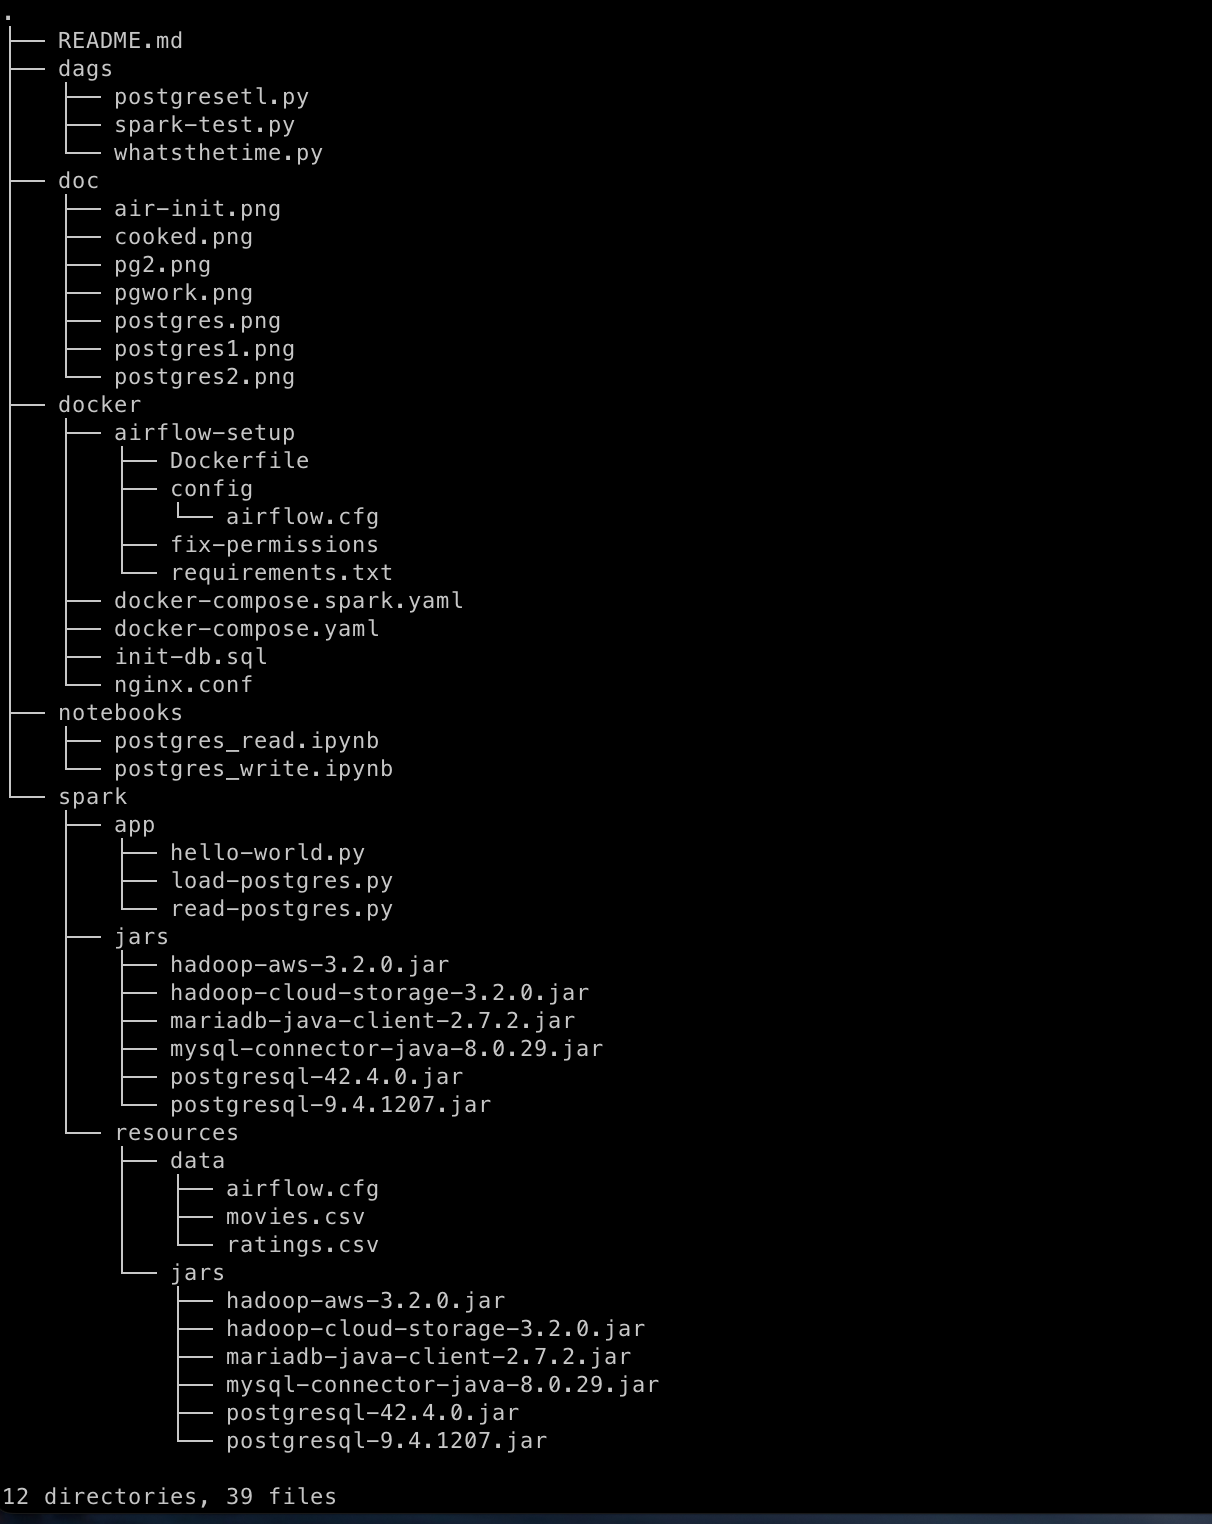 .
├── README.md
├── dags
│   ├── postgresetl.py
│   ├── spark-test.py
│   └── whatsthetime.py
├── doc
│   ├── air-init.png
│   ├── cooked.png
│   ├── pg2.png
│   ├── pgwork.png
│   ├── postgres.png
│   ├── postgres1.png
│   └── postgres2.png
├── docker
│   ├── airflow-setup
│   │   ├── Dockerfile
│   │   ├── config
│   │   │   └── airflow.cfg
│   │   ├── fix-permissions
│   │   └── requirements.txt
│   ├── docker-compose.spark.yaml
│   ├── docker-compose.yaml
│   ├── init-db.sql
│   └── nginx.conf
├── notebooks
│   ├── postgres_read.ipynb
│   └── postgres_write.ipynb
└── spark
    ├── app
    │   ├── hello-world.py
    │   ├── load-postgres.py
    │   └── read-postgres.py
    ├── jars
    │   ├── hadoop-aws-3.2.0.jar
    │   ├── hadoop-cloud-storage-3.2.0.jar
    │   ├── mariadb-java-client-2.7.2.jar
    │   ├── mysql-connector-java-8.0.29.jar
    │   ├── postgresql-42.4.0.jar
    │   └── postgresql-9.4.1207.jar
    └── resources
        ├── data
        │   ├── airflow.cfg
        │   ├── movies.csv
        │   └── ratings.csv
        └── jars
            ├── hadoop-aws-3.2.0.jar
            ├── hadoop-cloud-storage-3.2.0.jar
            ├── mariadb-java-client-2.7.2.jar
            ├── mysql-connector-java-8.0.29.jar
            ├── postgresql-42.4.0.jar
            └── postgresql-9.4.1207.jar

12 directories, 39 files